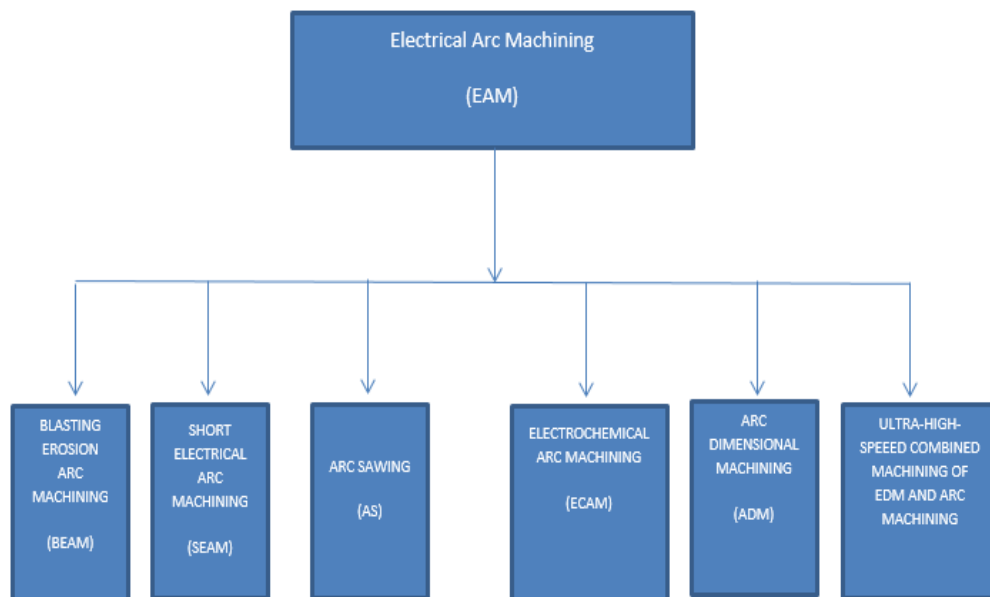 Electrical Arc Machining
(EAM)
BLASTING
EROSION
ARC
MACHINING
(BEAM)
SHORT
ELECTRICAL
ARC
MACHINING
(SEAM)
ARC SAWING
(AS)
ELECTROCHEMICAL
ARC MACHINING
(ECAM)
ARC
DIMENSIONAL
MACHINING
(ADM)
ULTRA-HIGH-
SPEEED COMBINED
MACHINING OF
EDM AND ARC
MACHINING